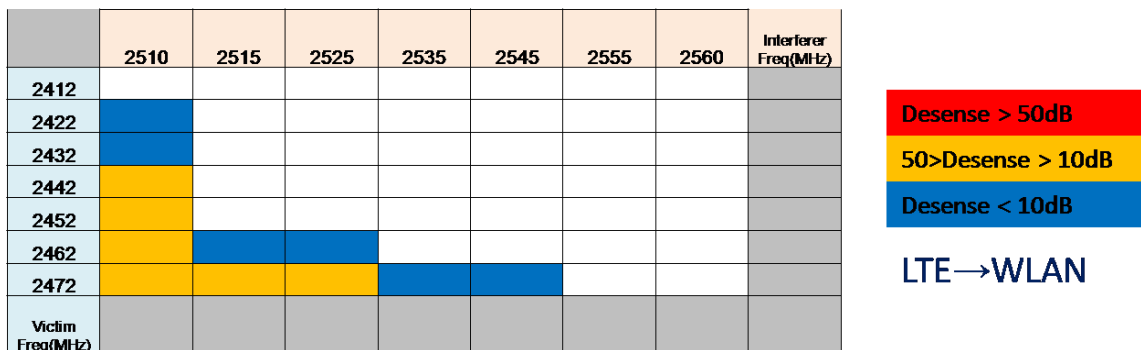 2510 2515 2525 2535 2545 2555 2560 Interferer
Freq(MHz)
2412
2422
2432
2442
2452
2462
2472
Victim
Freq(MHz)
Desense > 50dB
50>Desense > 10dB
Desense < 10dB
LTE→WLAN